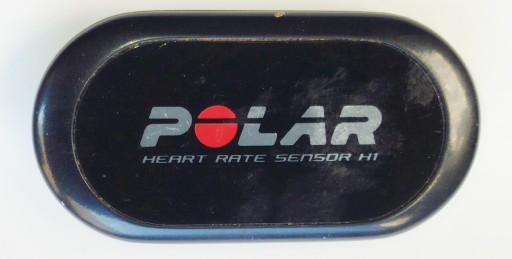 POLAR
HEART RATE SENSOR H1